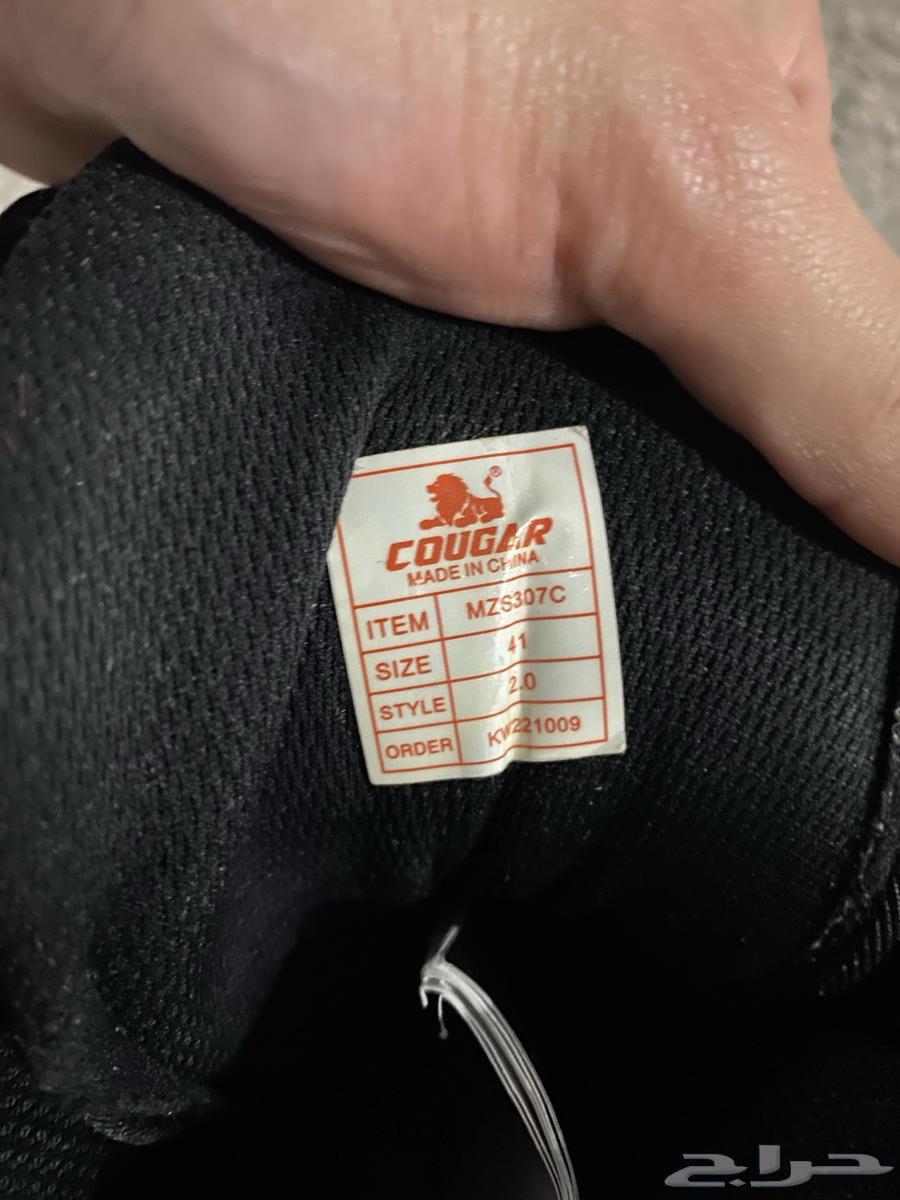 ®
COUGAR
MADE IN CHINA
ITEM MZS307C
SIZE 41
STYLE 2.0
ORDER KW221009
حراج